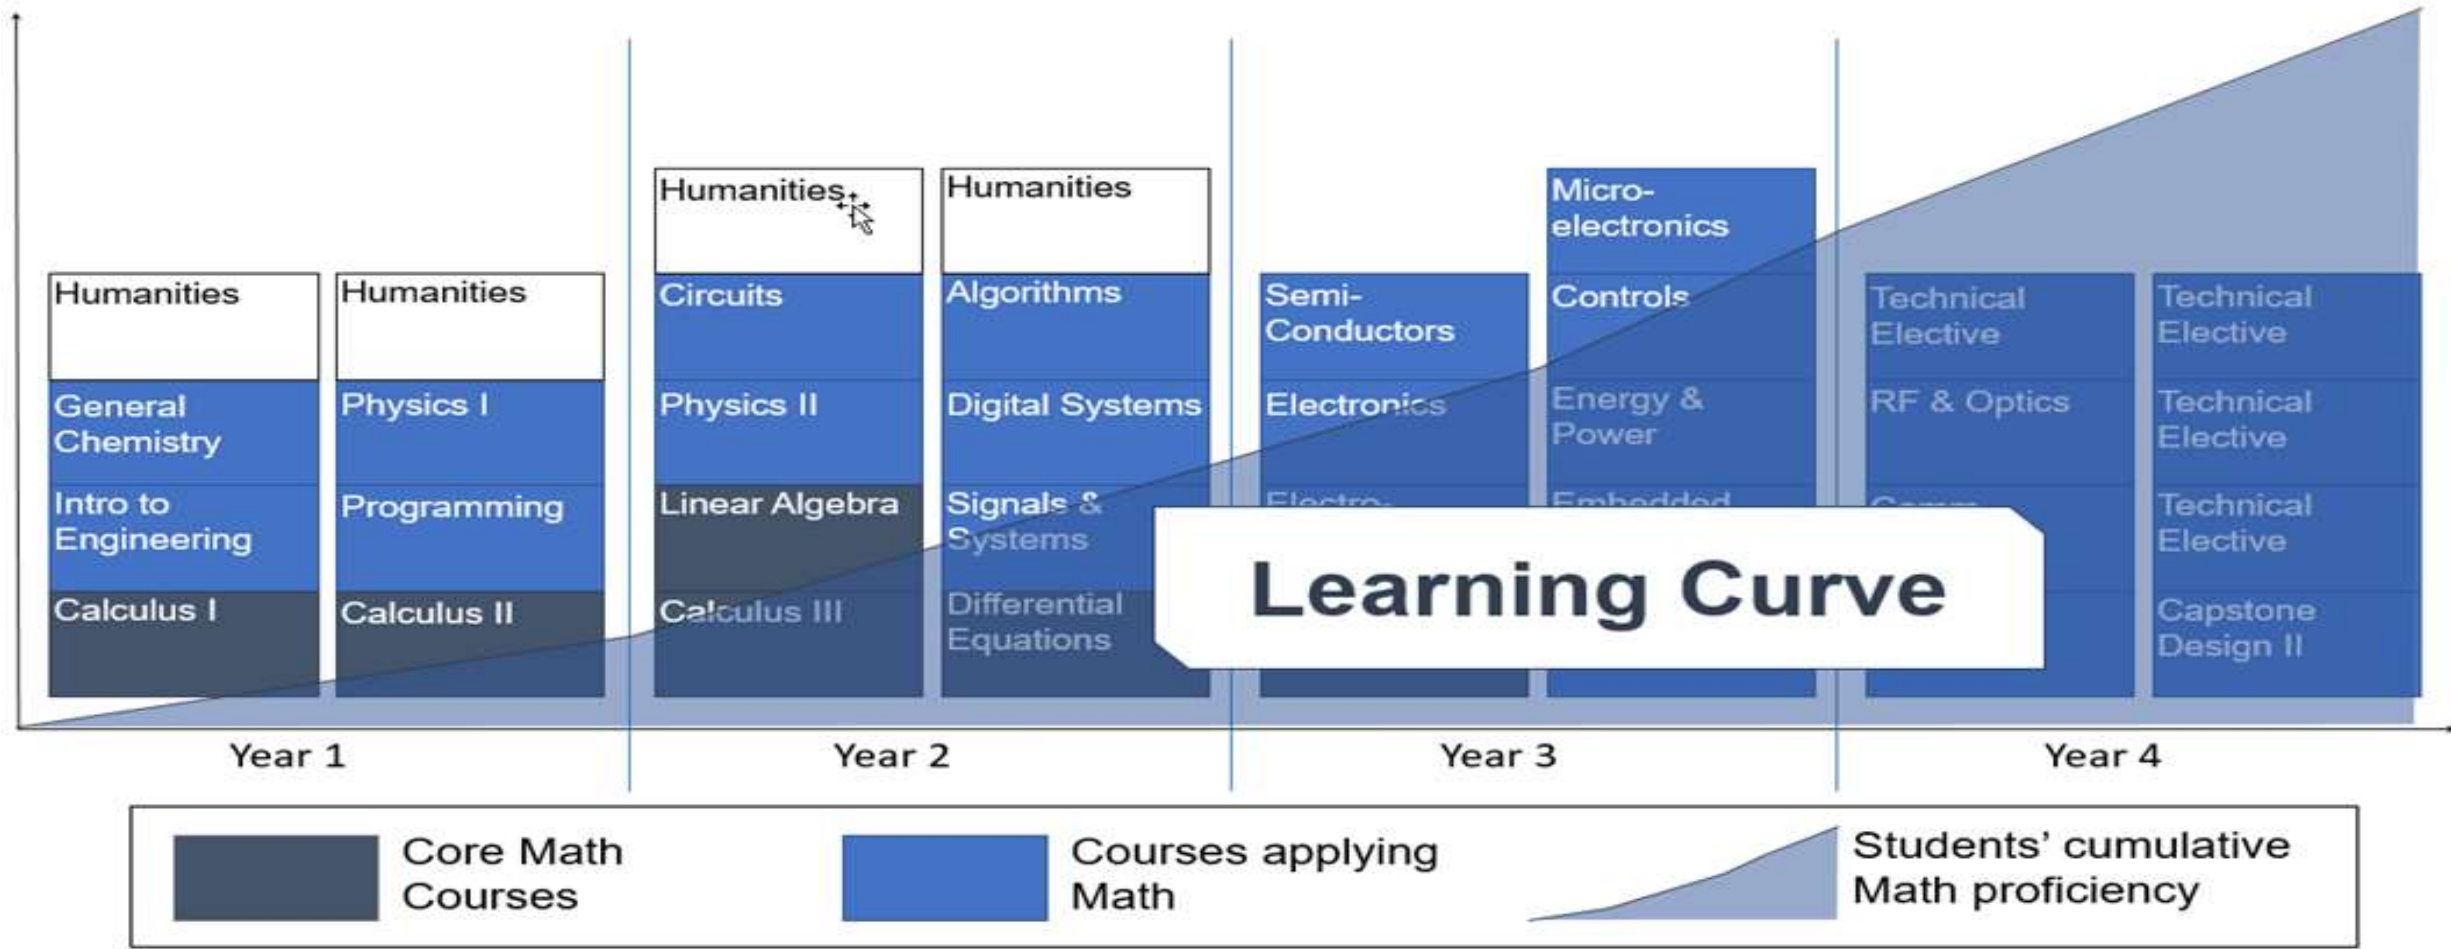 Humanities
General
Chemistry
Intro to
Engineering
Calculus I
Humanities
Physics I
Programming
Calculus II
Humanities
Circuits
Physics II
Linear Algebra
Calculus III
Humanities
Algorithms
Digital Systems
Signals &
Systems
Differential
Equations
Semi-
Conductors
Electronics
Electro-
Micro-
electronics
Controls
Energy &
Power
Embedded
Technical
Elective
RF & Optics
Technical
Elective
Technical
Elective
Technical
Elective
Capstone
Design II
Learning Curve
Year 1
Year 2
Year 3
Year 4
Core Math
Courses
Courses applying
Math
Students’ cumulative
Math proficiency